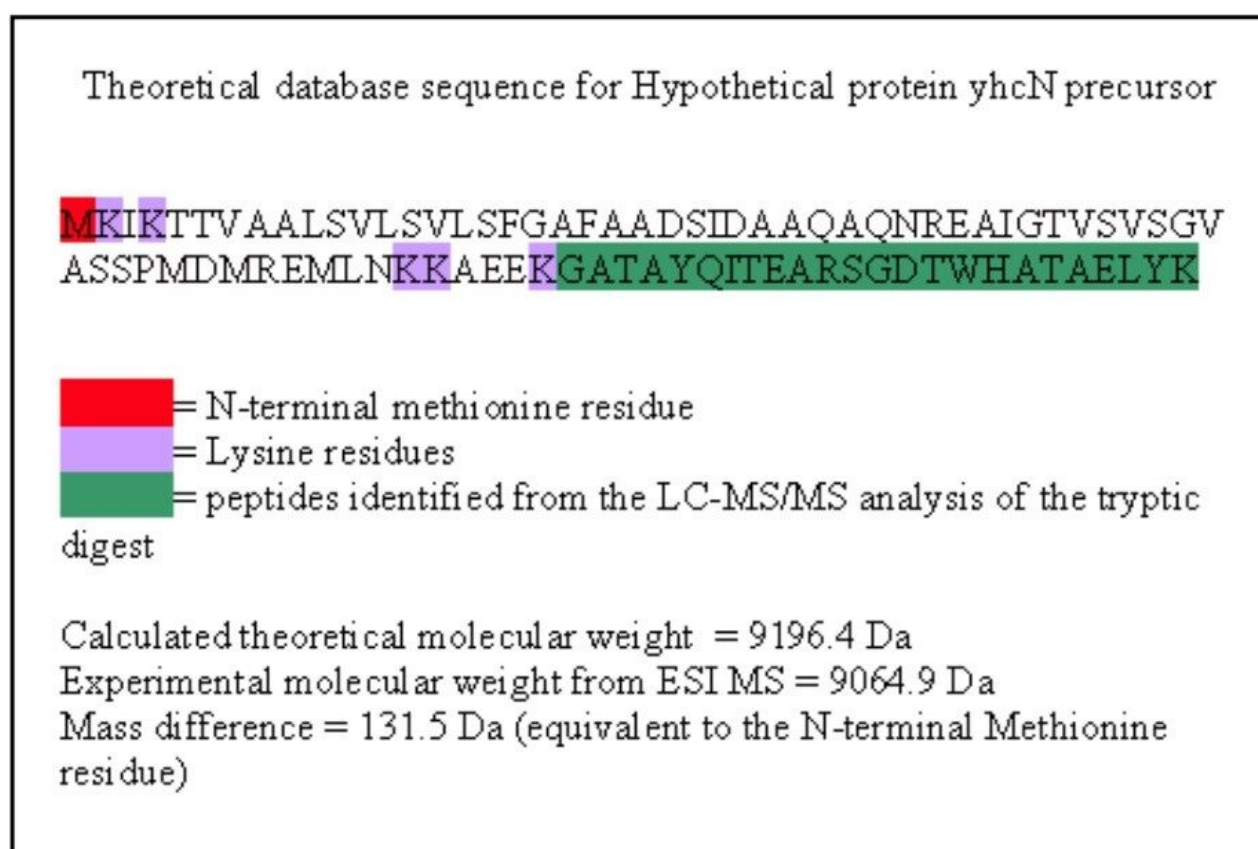 Theoretical database sequence for Hypothetical protein yhcN precursor
MKIKTTVAALSVLSVLSFGAFAADSIDAAQAQNREAIGTVSVSGV
ASSPMDMREMLNKKAEEKGATAYQITEARSGDTWHATAELYK
= N-terminal methionine residue
= Lysine residues
= peptides identified from the LC-MS/MS analysis of the tryptic
digest
Calculated theoretical molecular weight = 9196.4 Da
Experimental molecular weight from ESI MS = 9064.9 Da
Mass difference = 131.5 Da (equivalent to the N-terminal Methionine
residue)